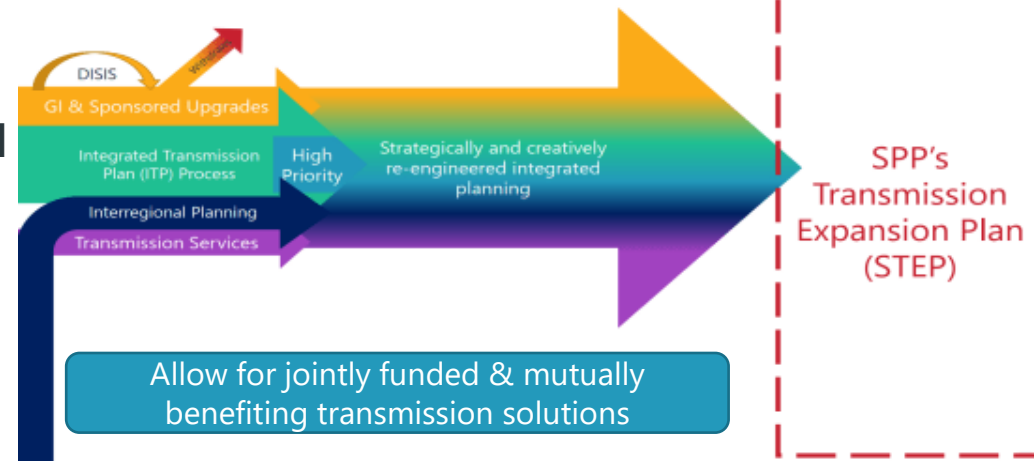 DISIS
Withdrawn
GI & Sponsored Upgrades
Integrated Transmission
Plan (ITP) Process
High
Priority
Strategically and creatively
re-engineered integrated
planning
Interregional Planning
Transmission Services
SPP's
Transmission
Expansion Plan
(STEP)
Allow for jointly funded & mutually
benefiting transmission solutions